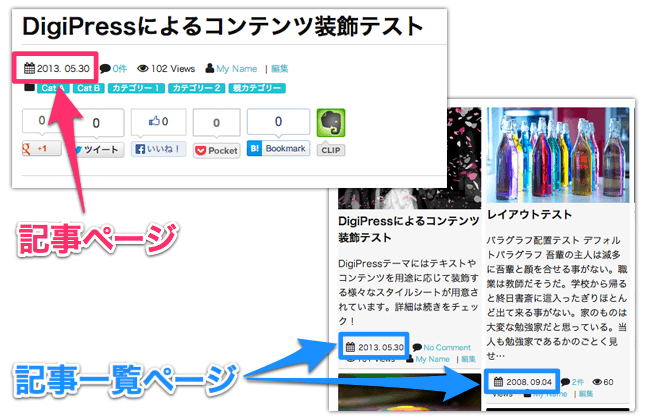 DigiPressによるコンテンツ装飾テスト
2013. 05.30 0件 102 Views My Name | 編集
Cat A Cat B カテゴリー1 カテゴリー2 親カテゴリー
0 0 0 0 0
+1 ツイート いいね! Pocket B! Bookmark CLIP
記事ページ
DigiPressによるコンテンツ
装飾テスト
DigiPressテーマにはテキストや
コンテンツを用途に応じて装飾す
る様々なスタイルシートが用意さ
れています。詳細は続きをチェッ
ク!
2013. 05.30 No Comment
Views My Name | 編集
レイアウトテスト
パラグラフ配置テスト デフォル
トパラグラフ 吾輩の主人は滅多
に吾輩と顔を合せる事がない。職
業は教師だそうだ。学校から帰る
と終日書斎に這入ったぎりほとん
ど出て来る事がない。家のものは
大変な勉強家だと思っている。当
人も勉強家であるかのごとく見
せ…
2008. 09.04 2件 60
Views My Name | 編集
記事一覧ページ